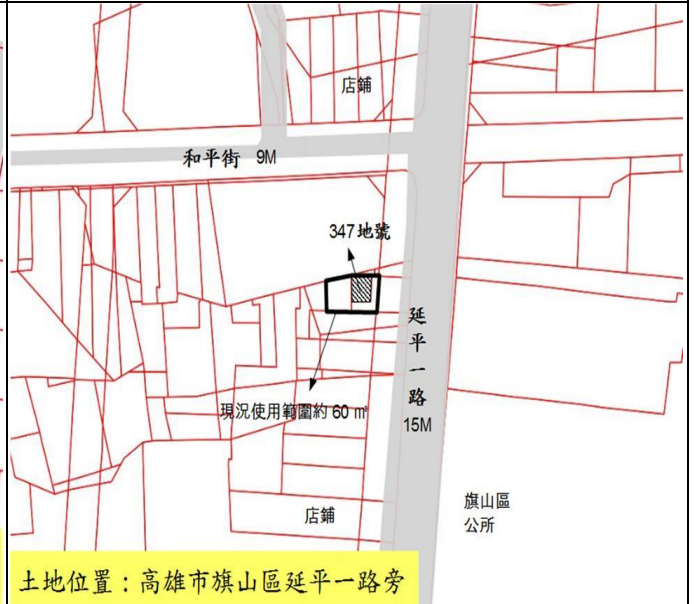 店鋪
和平街 9M
347地號
延平一路
15M
現況使用範圍約 60 ㎡
旗山區
公所
店鋪
土地位置：高雄市旗山區延平一路旁